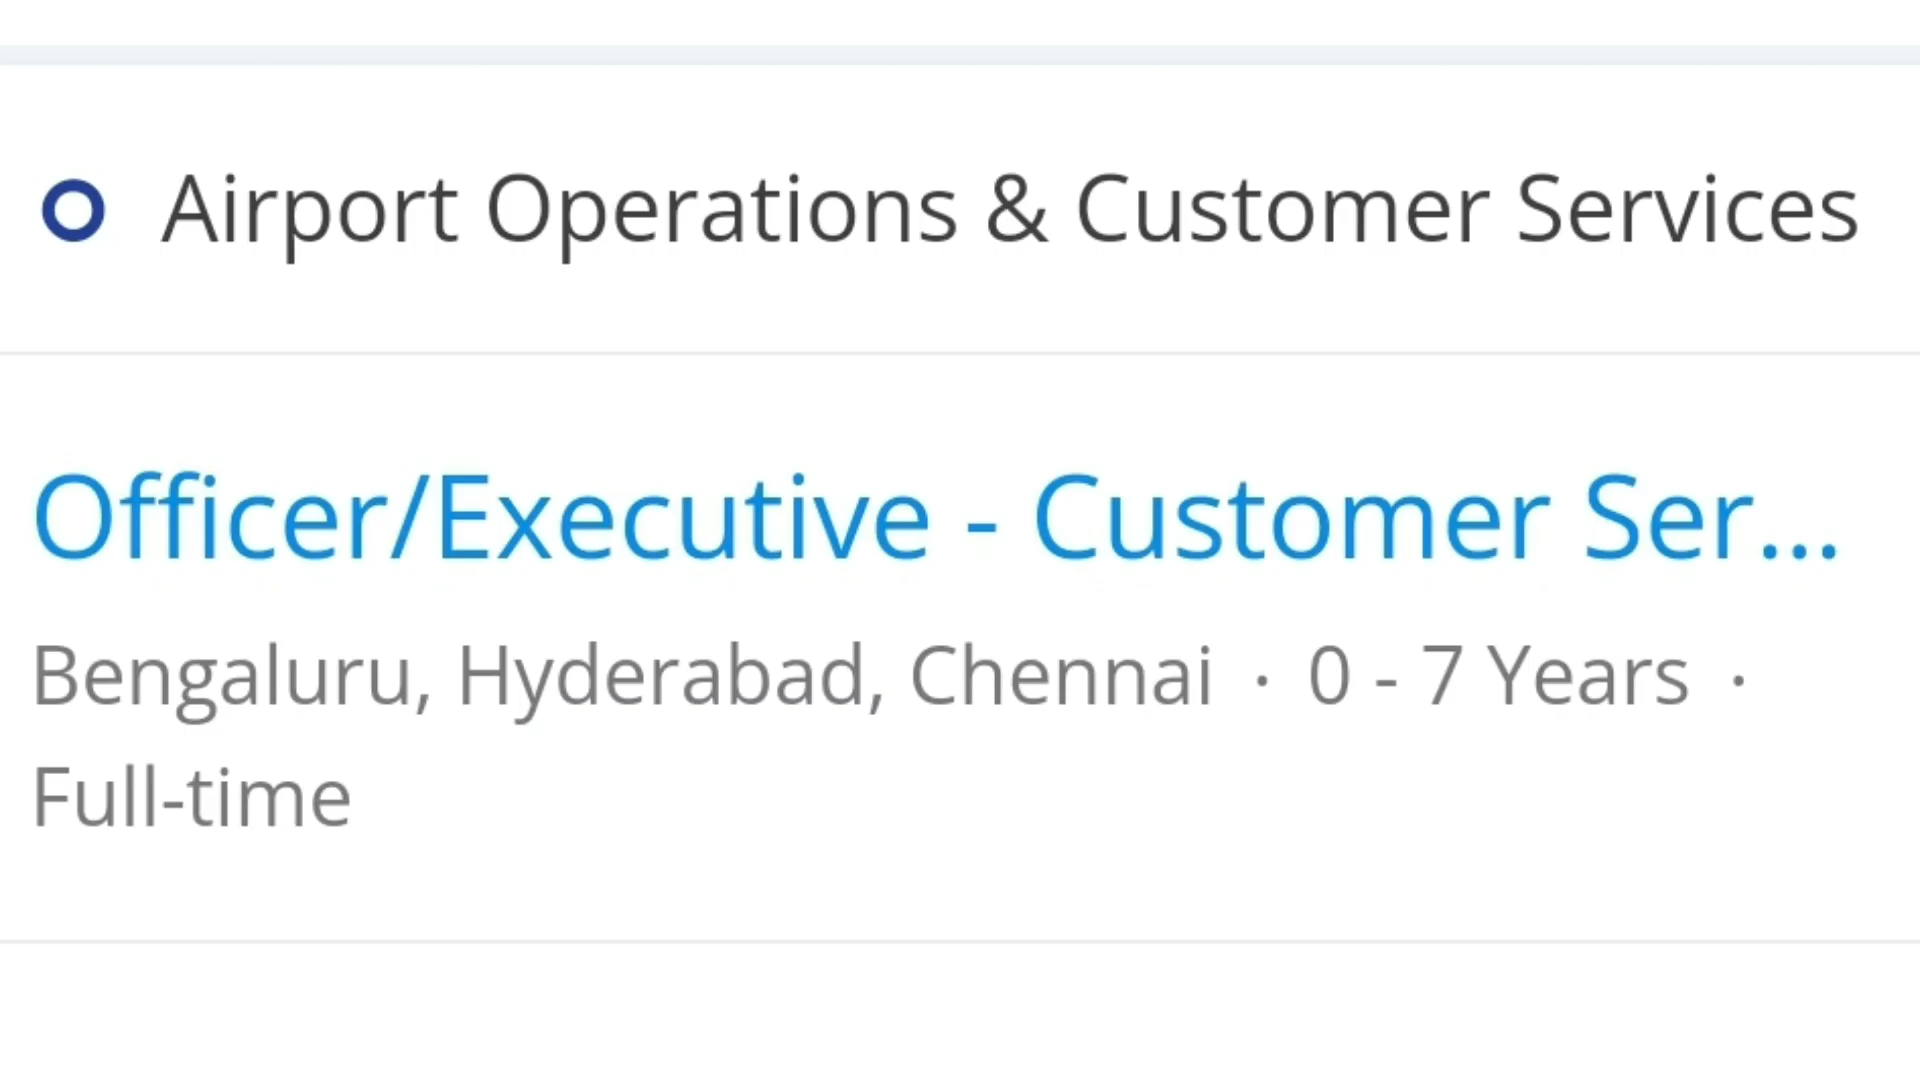 Airport Operations & Customer Services
Officer/Executive - Customer Ser...
Bengaluru, Hyderabad, Chennai · 0 - 7 Years ·
Full-time